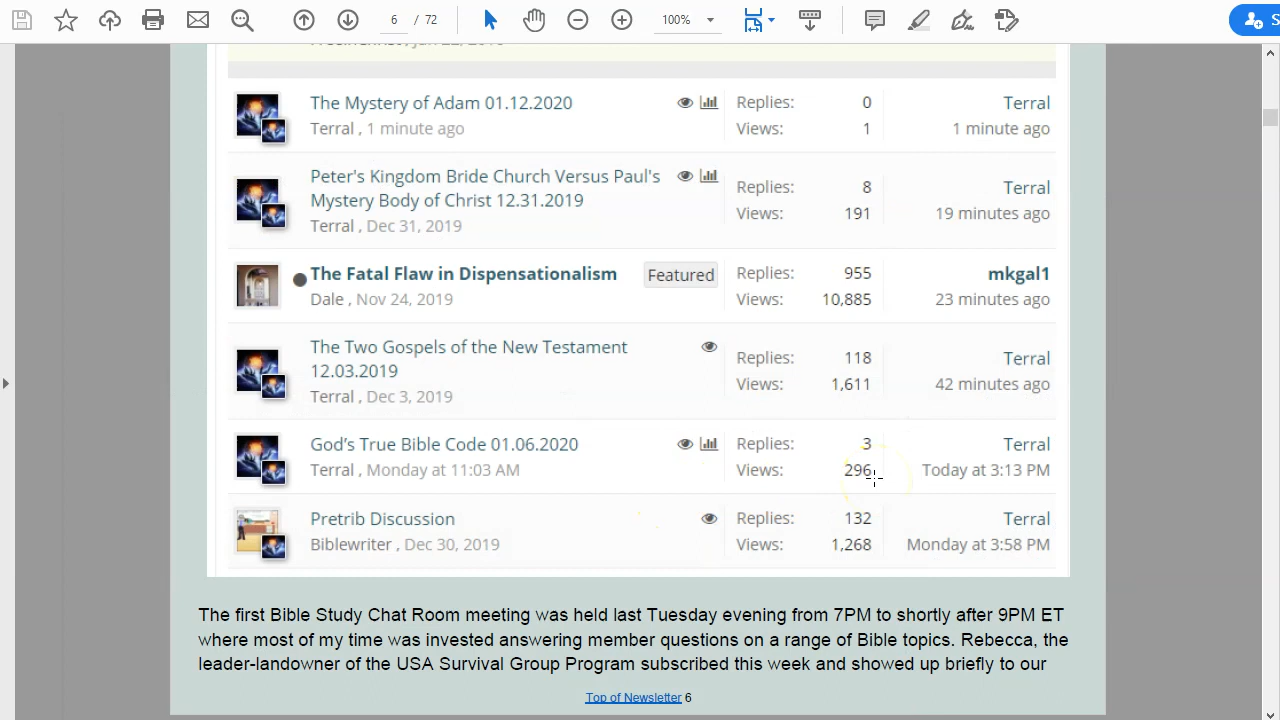 6 / 72
100%
S
Jun 22, 2018
The Mystery of Adam 01.12.2020
Replies: 0
Terral
Terral , 1 minute ago
Views: 1
1 minute ago
Peter's Kingdom Bride Church Versus Paul's
Mystery Body of Christ 12.31.2019
Replies: 8
Terral
Terral , Dec 31, 2019
Views: 191
19 minutes ago
The Fatal Flaw in Dispensationalism
Featured
Replies: 955
mkgal1
Dale , Nov 24, 2019
Views: 10,885
23 minutes ago
The Two Gospels of the New Testament
12.03.2019
Replies: 118
Terral
Terral , Dec 3, 2019
Views: 1,611
42 minutes ago
God's True Bible Code 01.06.2020
Replies: 3
Terral
Terral , Monday at 11:03 AM
Views: 296
Today at 3:13 PM
Pretrib Discussion
Replies: 132
Terral
Biblewriter , Dec 30, 2019
Views: 1,268
Monday at 3:58 PM
The first Bible Study Chat Room meeting was held last Tuesday evening from 7PM to shortly after 9PM ET
where most of my time was invested answering member questions on a range of Bible topics. Rebecca, the
leader-landowner of the USA Survival Group Program subscribed this week and showed up briefly to our
Top of Newsletter 6